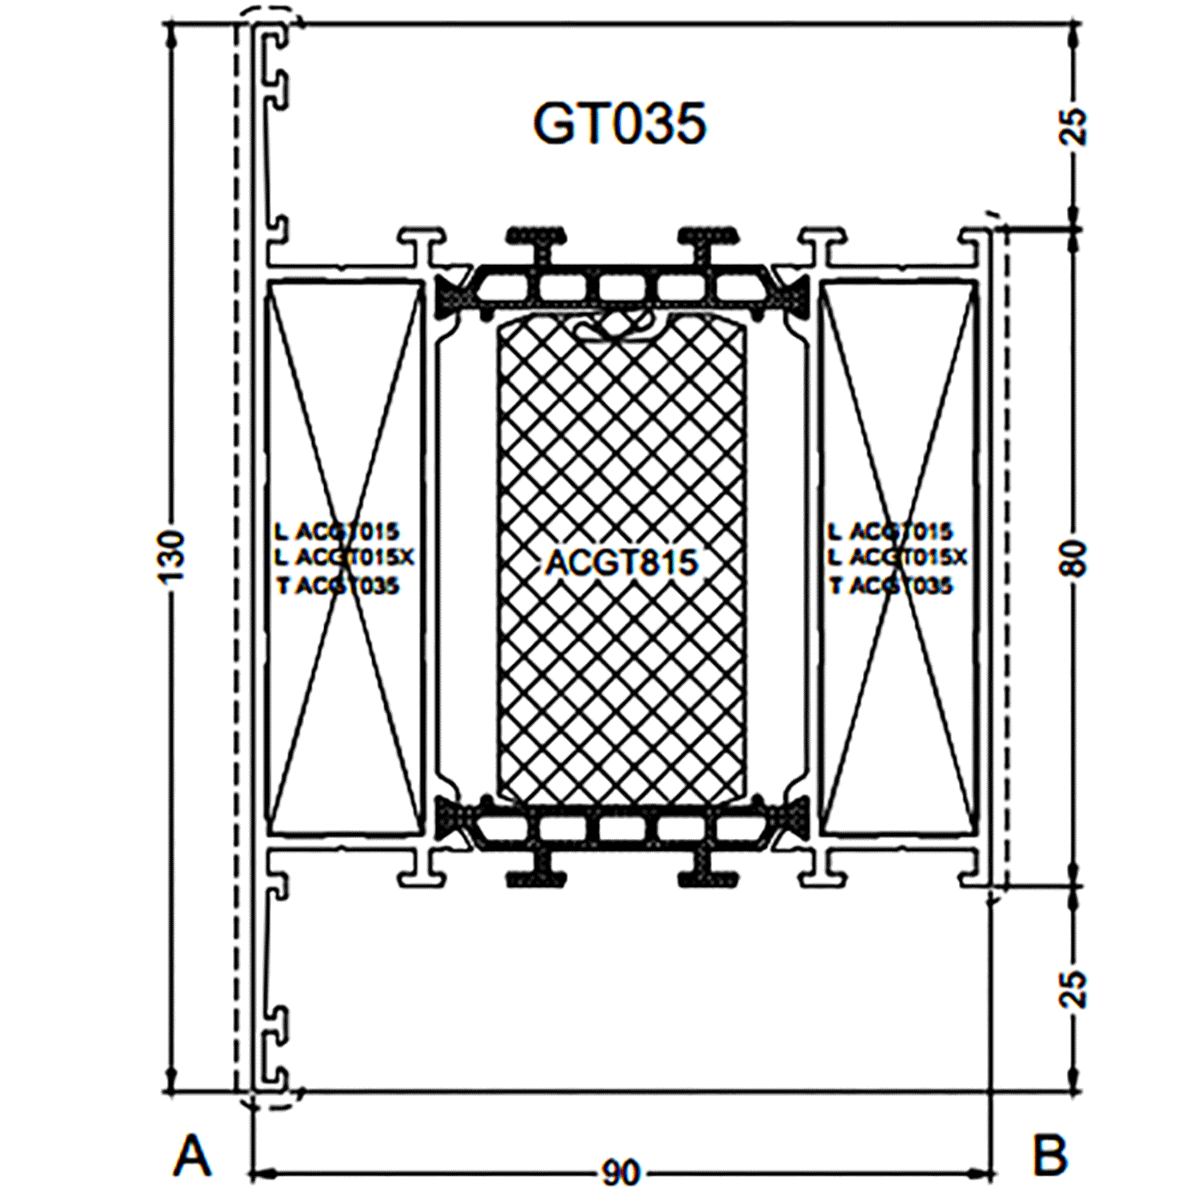 GT035
25
L ACGT015
L ACGT015X
T ACGT035
ACGT815
L ACGT015
L ACGT015X
T ACGT035
130
80
25
A
90
B